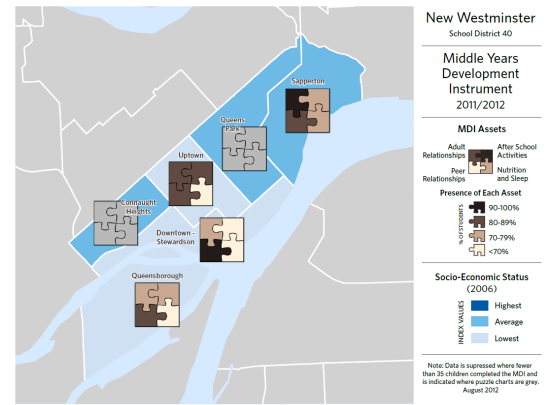 New Westminster
School District 40
Middle Years
Development
Instrument
2011/2012
MDI Assets
Adult
Relationships
After School
Activities
Peer
Relationships
Nutrition
and Sleep
Presence of Each Asset
% OF STUDENTS
90-100%
80-89%
70-79%
<70%
Socio-Economic Status
(2006)
INDEX VALUES
Highest
Average
Lowest
Note: Data is supressed where fewer
than 35 children completed the MDI and
is indicated where puzzle charts are grey.
August 2012
Sapperton
Queens
Park
Uptown
Connaught
Heights
Downtown -
Stewardson
Queensborough